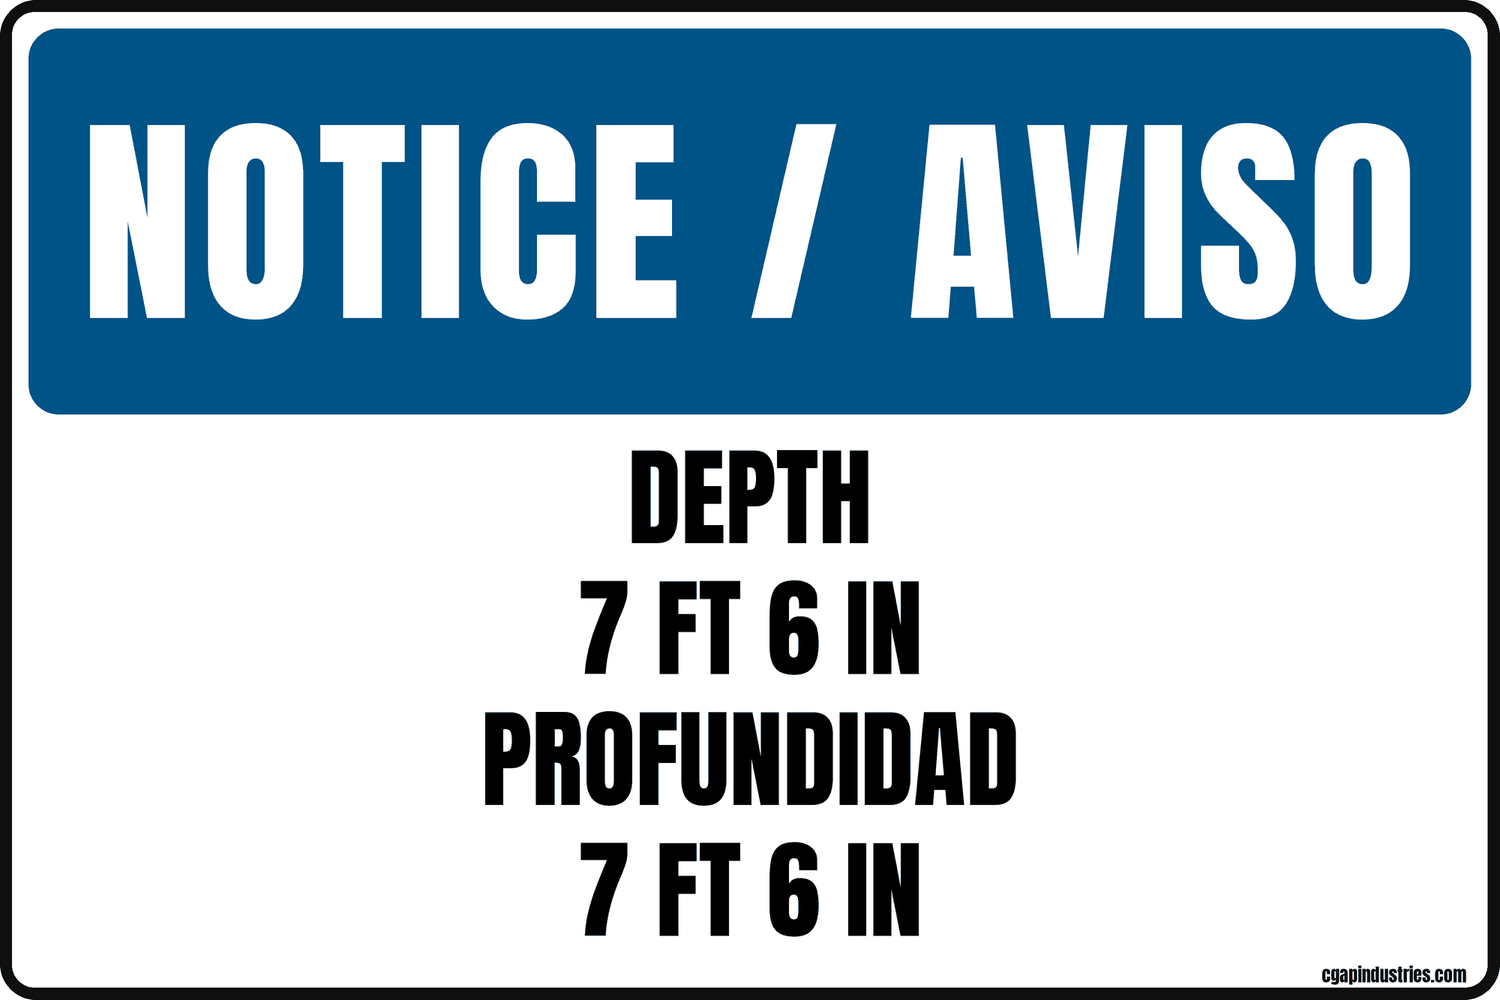 NOTICE / AVISO
DEPTH
7 FT 6 IN
PROFUNDIDAD
7 FT 6 IN
cgapindustries.com